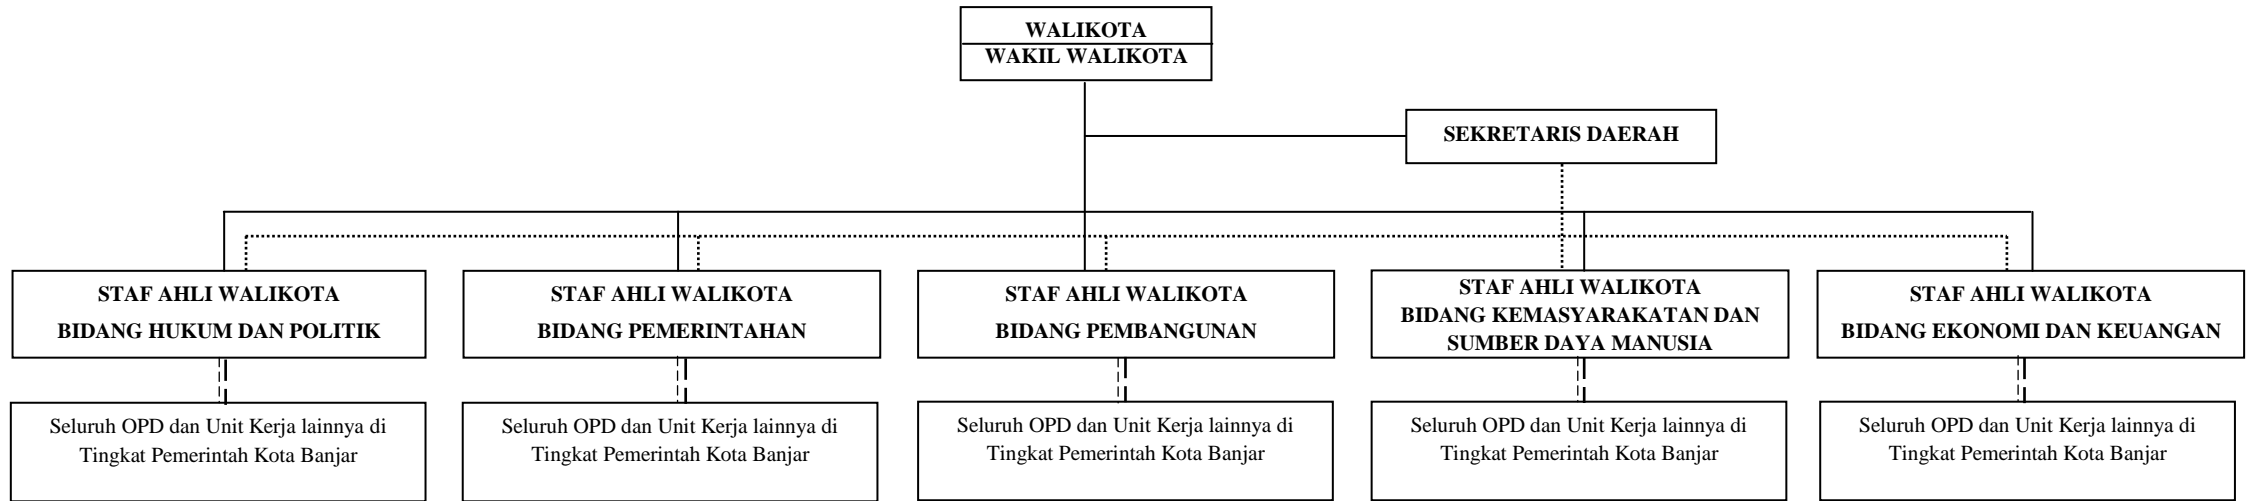 WALIKOTA
WAKIL WALIKOTA
SEKRETARIS DAERAH
STAF AHLI WALIKOTA
BIDANG HUKUM DAN POLITIK
STAF AHLI WALIKOTA
BIDANG PEMERINTAHAN
STAF AHLI WALIKOTA
BIDANG PEMBANGUNAN
STAF AHLI WALIKOTA
BIDANG KEMASYARAKATAN DAN
SUMBER DAYA MANUSIA
STAF AHLI WALIKOTA
BIDANG EKONOMI DAN KEUANGAN
Seluruh OPD dan Unit Kerja lainnya di
Tingkat Pemerintah Kota Banjar
Seluruh OPD dan Unit Kerja lainnya di
Tingkat Pemerintah Kota Banjar
Seluruh OPD dan Unit Kerja lainnya di
Tingkat Pemerintah Kota Banjar
Seluruh OPD dan Unit Kerja lainnya di
Tingkat Pemerintah Kota Banjar
Seluruh OPD dan Unit Kerja lainnya di
Tingkat Pemerintah Kota Banjar